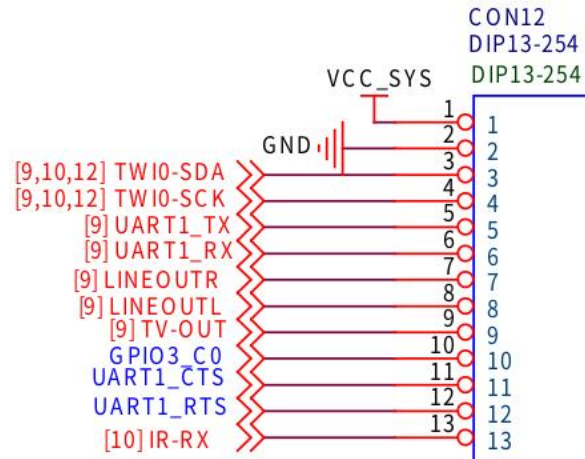 CON12
DIP13-254
VCC_SYS DIP13-254
1 1
GND 2 2
[9,10,12] TWI0-SDA 3 3
[9,10,12] TWI0-SCK 4 4
[9] UART1_TX 5 5
[9] UART1_RX 6 6
[9] LINEOUTR 7 7
[9] LINEOUTL 8 8
[9] TV-OUT 9 9
GPIO3_C0 10 10
UART1_CTS 11 11
UART1_RTS 12 12
[10] IR-RX 13 13